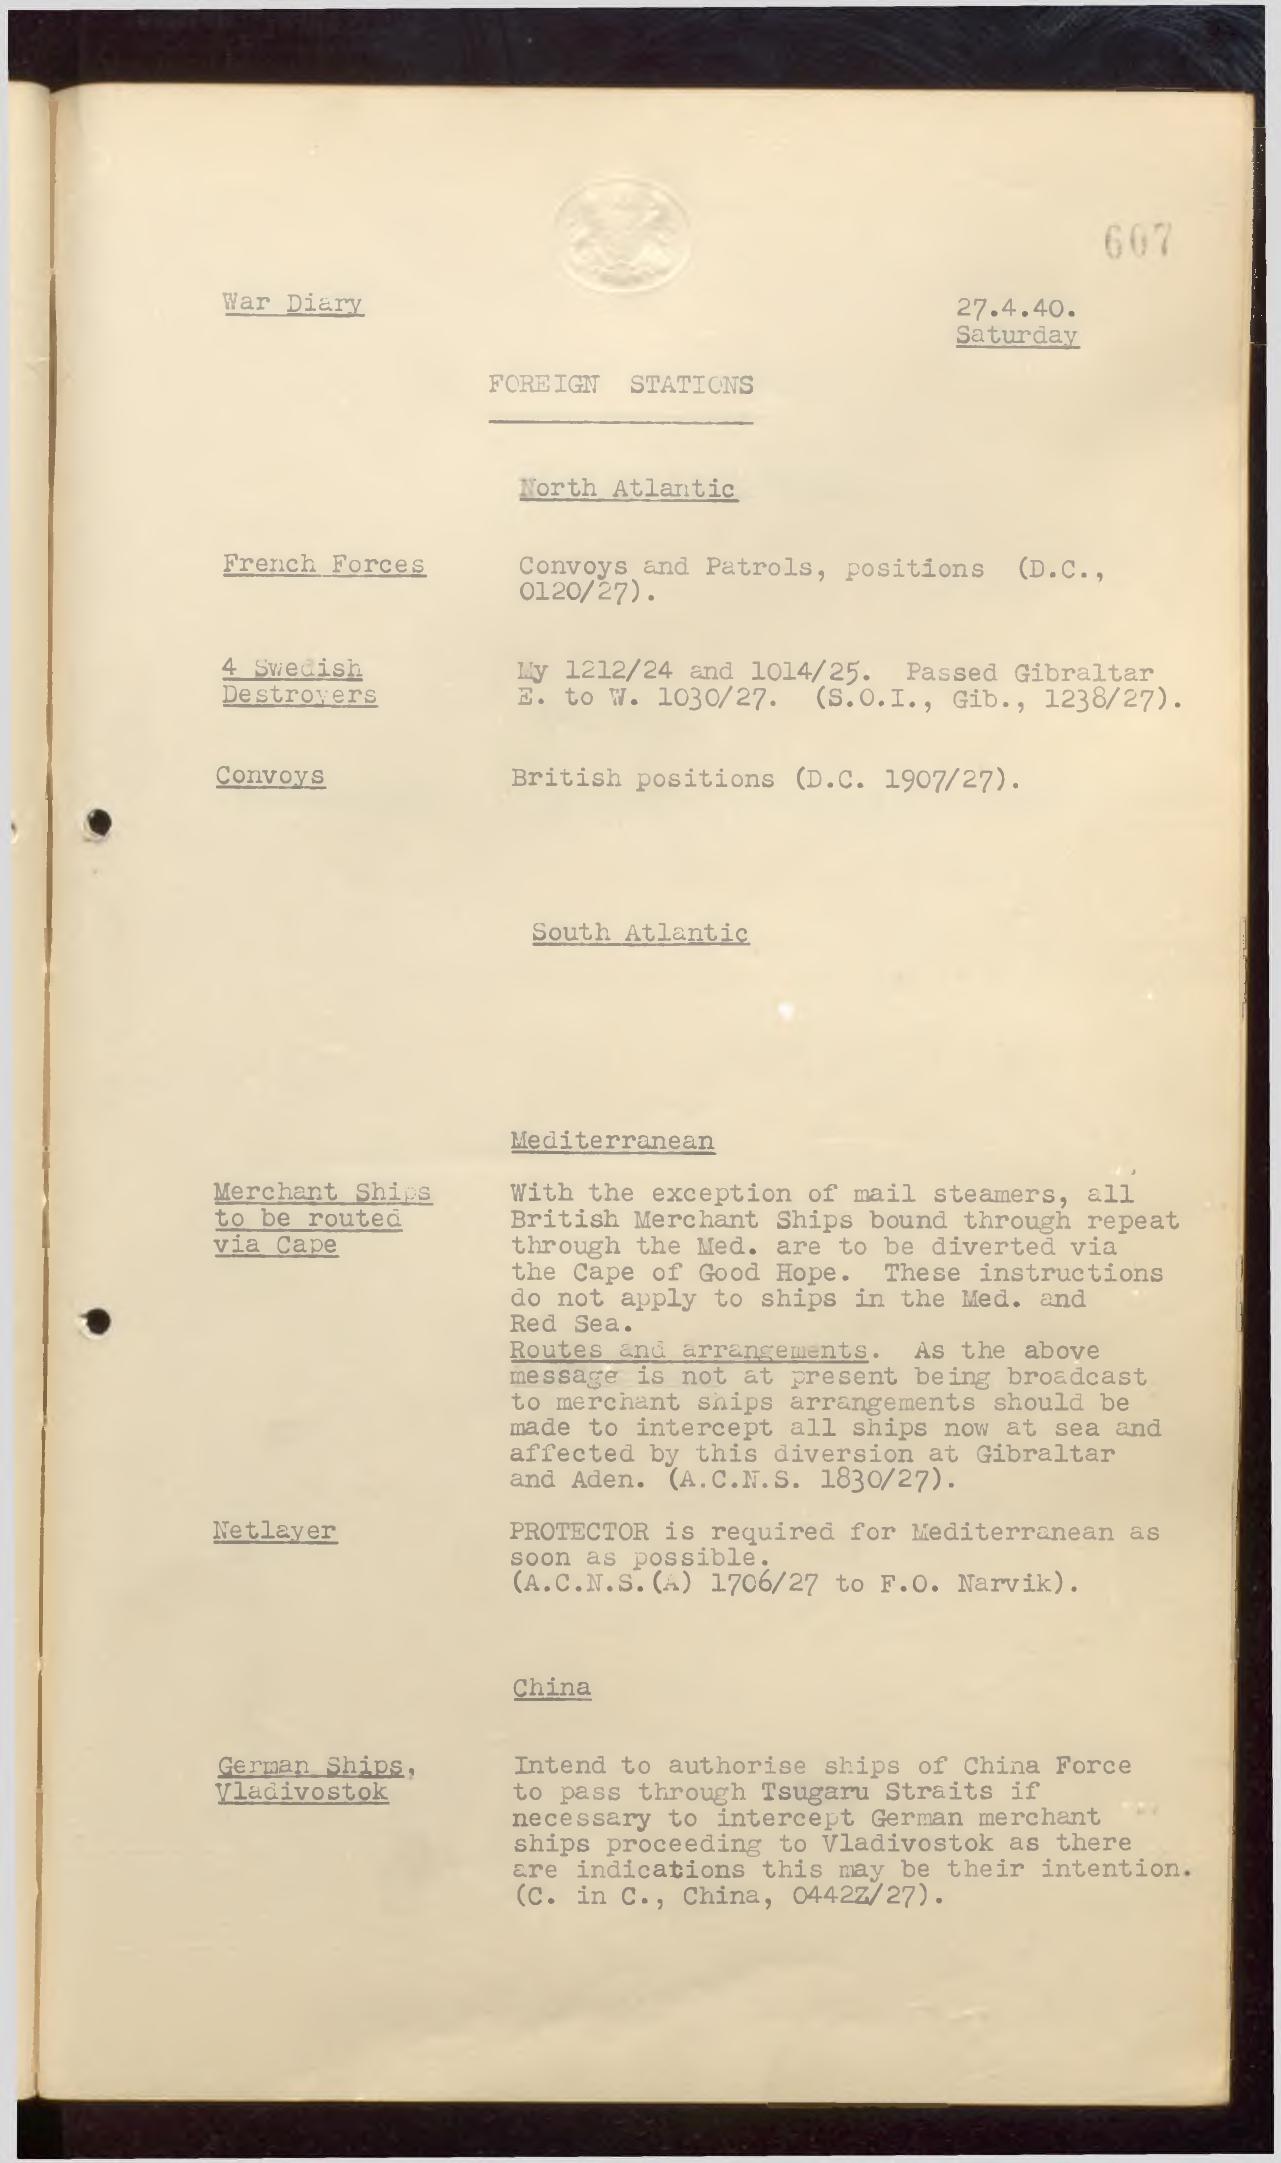 607
War Diary
27.4.40.
Saturday
FOREIGN STATIONS
North Atlantic
French Forces
Convoys and Patrols, positions (D.C.,
0120/27).
4 Swedish
Destroyers
My 1212/24 and 1014/25. Passed Gibraltar
E. to W. 1030/27. (S.O.I., Gib., 1238/27).
Convoys
British positions (D.C. 1907/27).
South Atlantic
Mediterranean
Merchant Ships
to be routed
via Cape
With the exception of mail steamers, all
British Merchant Ships bound through repeat
through the Med. are to be diverted via
the Cape of Good Hope. These instructions
do not apply to ships in the Med. and
Red Sea.
Routes and arrangements. As the above
message is not at present being broadcast
to merchant ships arrangements should be
made to intercept all ships now at sea and
affected by this diversion at Gibraltar
and Aden. (A.C.N.S. 1830/27).
Netlayer
PROTECTOR is required for Mediterranean as
soon as possible.
(A.C.N.S.(A) 1706/27 to F.O. Narvik).
China
German Ships,
Vladivostok
Intend to authorise ships of China Force
to pass through Tsugaru Straits if
necessary to intercept German merchant
ships proceeding to Vladivostok as there
are indications this may be their intention.
(C. in C., China, 0442Z/27).